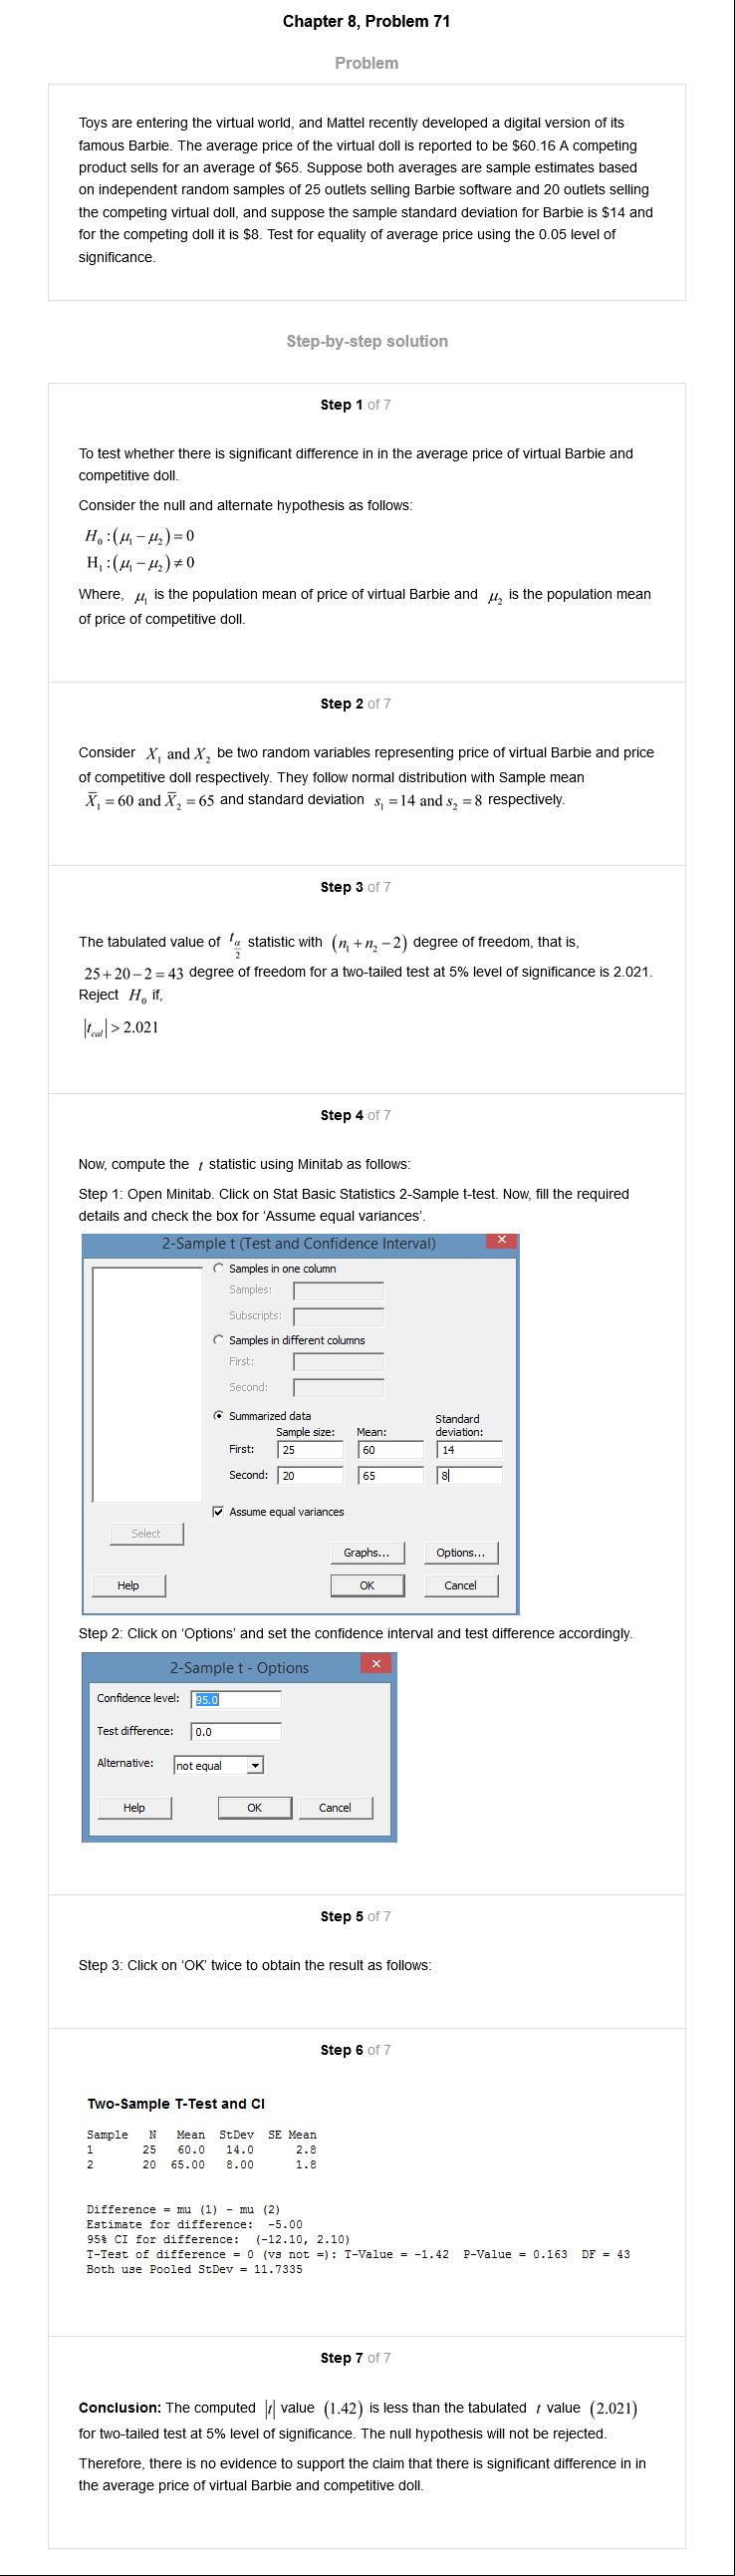 Chapter 8, Problem 71
Problem
Toys are entering the virtual world, and Mattel recently developed a digital version of its
famous Barbie. The average price of the virtual doll is reported to be $60.16 A competing
product sells for an average of $65. Suppose both averages are sample estimates based
on independent random samples of 25 outlets selling Barbie software and 20 outlets selling
the competing virtual doll, and suppose the sample standard deviation for Barbie is $14 and
for the competing doll it is $8. Test for equality of average price using the 0.05 level of
significance.
Step-by-step solution
Step 1 of 7
To test whether there is significant difference in in the average price of virtual Barbie and
competitive doll.
Consider the null and alternate hypothesis as follows:
H₀ : (μ₁ − μ₂) = 0
H₁ : (μ₁ − μ₂) ≠ 0
Where, μ₁ is the population mean of price of virtual Barbie and μ₂ is the population mean
of price of competitive doll.
Step 2 of 7
Consider X₁ and X₂ be two random variables representing price of virtual Barbie and price
of competitive doll respectively. They follow normal distribution with Sample mean
X̅₁ = 60 and X̅₂ = 65 and standard deviation s₁ = 14 and s₂ = 8 respectively.
Step 3 of 7
The tabulated value of t_(α/2) statistic with (n₁ + n₂ − 2) degree of freedom, that is,
25 + 20 − 2 = 43 degree of freedom for a two-tailed test at 5% level of significance is 2.021.
Reject H₀ if,
|t_cal| > 2.021
Step 4 of 7
Now, compute the t statistic using Minitab as follows:
Step 1: Open Minitab. Click on Stat Basic Statistics 2-Sample t-test. Now, fill the required
details and check the box for ‘Assume equal variances’.
2-Sample t (Test and Confidence Interval)
x
Samples in one column
Samples:
Subscripts:
Samples in different columns
First:
Second:
Summarized data
Sample size: Mean: Standard deviation:
First: 25 60 14
Second: 20 65 8
Assume equal variances
Select
Graphs... Options...
Help OK Cancel
Step 2: Click on ‘Options’ and set the confidence interval and test difference accordingly.
2-Sample t - Options
x
Confidence level: 95.0
Test difference: 0.0
Alternative: not equal
Help OK Cancel
Step 5 of 7
Step 3: Click on ‘OK’ twice to obtain the result as follows:
Step 6 of 7
Two-Sample T-Test and CI
Sample N Mean StDev SE Mean
1 25 60.0 14.0 2.8
2 20 65.00 8.00 1.8
Difference = mu (1) - mu (2)
Estimate for difference: -5.00
95% CI for difference: (-12.10, 2.10)
T-Test of difference = 0 (vs not =): T-Value = -1.42 P-Value = 0.163 DF = 43
Both use Pooled StDev = 11.7335
Step 7 of 7
Conclusion: The computed |t| value (1.42) is less than the tabulated t value (2.021)
for two-tailed test at 5% level of significance. The null hypothesis will not be rejected.
Therefore, there is no evidence to support the claim that there is significant difference in in
the average price of virtual Barbie and competitive doll.